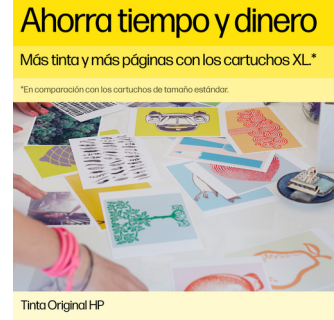 Ahorra tiempo y dinero
Más tinta y más páginas con los cartuchos XL.*
*En comparación con los cartuchos de tamaño estándar.
Tinta Original HP